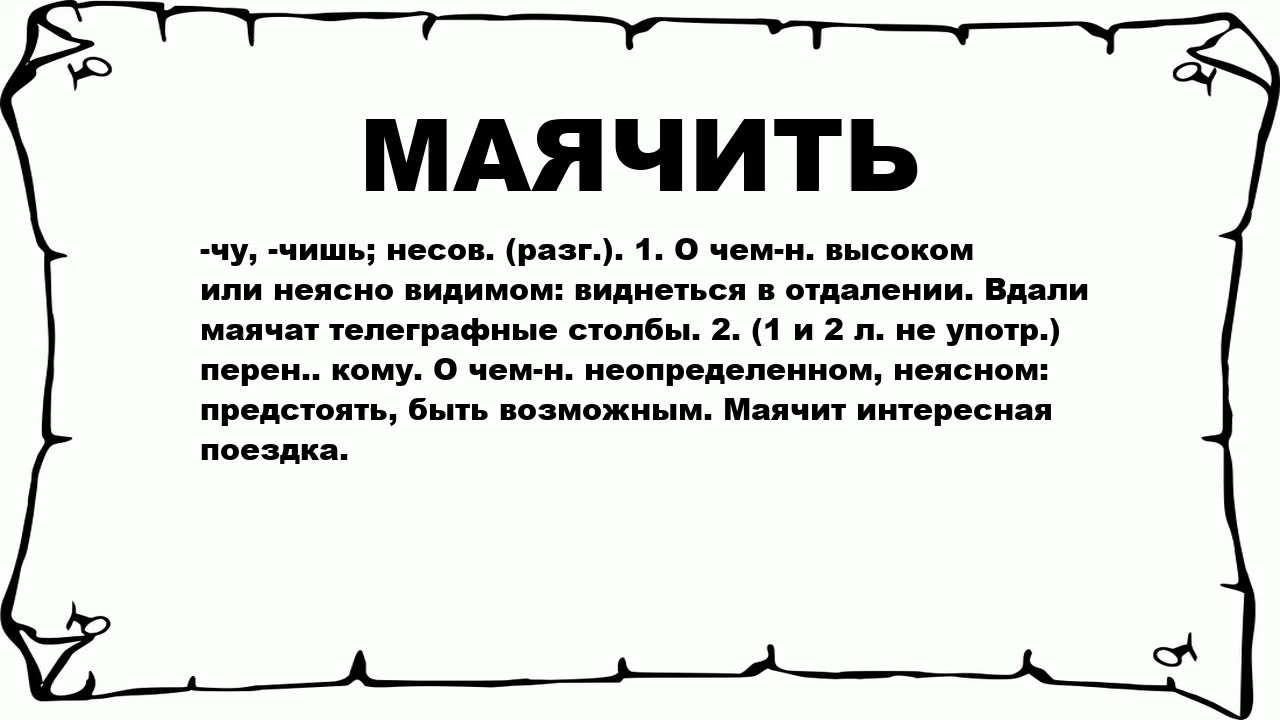 МАЯЧИТЬ
-чу, -чишь; несов. (разг.). 1. О чем-н. высоком
или неясно видимом: виднеться в отдалении. Вдали
маячат телеграфные столбы. 2. (1 и 2 л. не употр.)
перен.. кому. О чем-н. неопределенном, неясном:
предстоять, быть возможным. Маячит интересная
поездка.